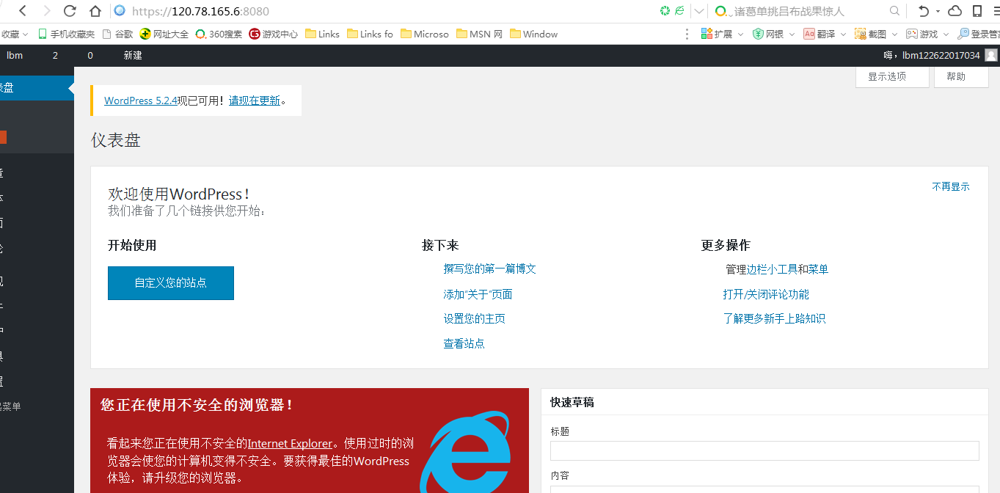 https://120.78.165.6:8080
诸葛单挑吕布战果惊人
收藏 手机收藏夹 谷歌 网址大全 360搜索 游戏中心 Links Links fo Microso MSN 网 Window 扩展 网银 翻译 截图 游戏 登录管家
lbm 2 0 新建 嗨，lbm122622017034
显示选项 帮助
表盘
WordPress 5.2.4现已可用！请现在更新。
仪表盘
欢迎使用WordPress！
不再显示
我们准备了几个链接供您开始：
开始使用 接下来 更多操作
自定义您的站点
撰写您的第一篇博文
添加“关于”页面
设置您的主页
查看站点
管理边栏小工具和菜单
打开/关闭评论功能
了解更多新手上路知识
菜单
您正在使用不安全的浏览器！
看起来您正在使用不安全的Internet Explorer。使用过时的浏
览器会使您的计算机变得不安全。要获得最佳的WordPress
体验，请升级您的浏览器。
快速草稿
标题
内容